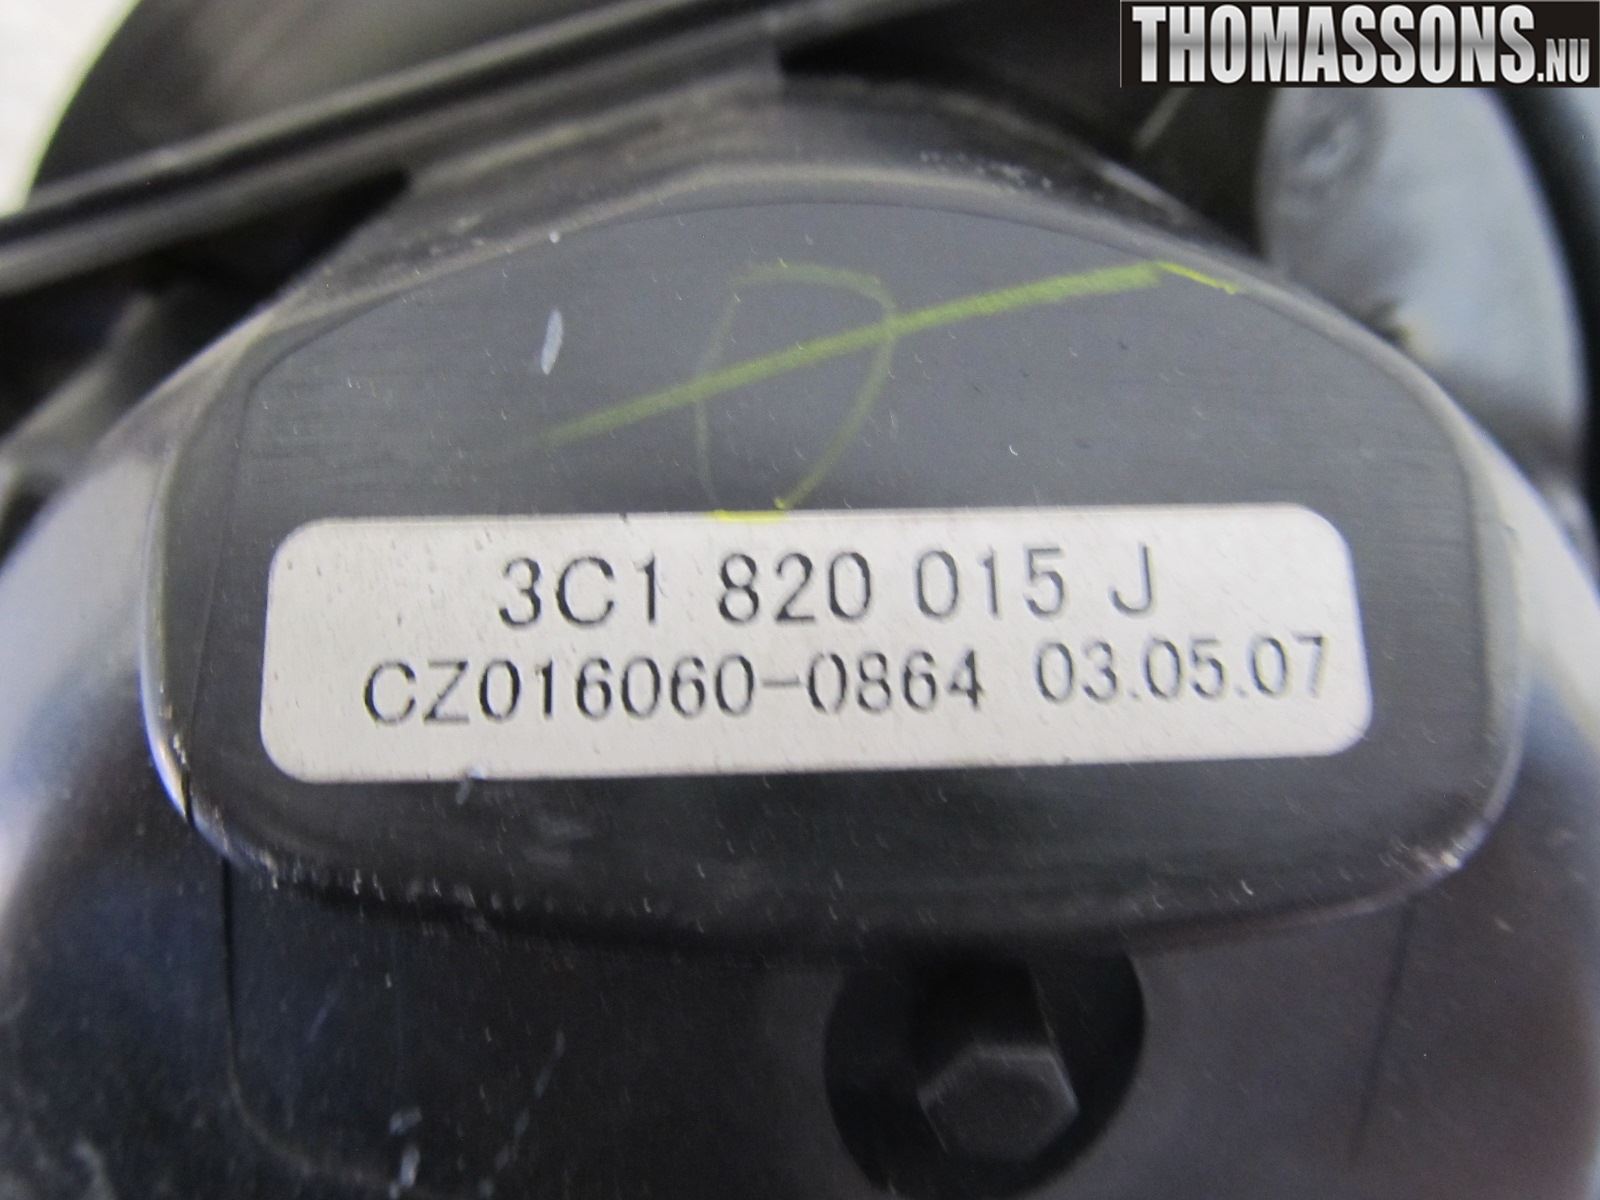 THOMASSONS.NU
3C1 820 015 J
CZ016060-0864 03.05.07